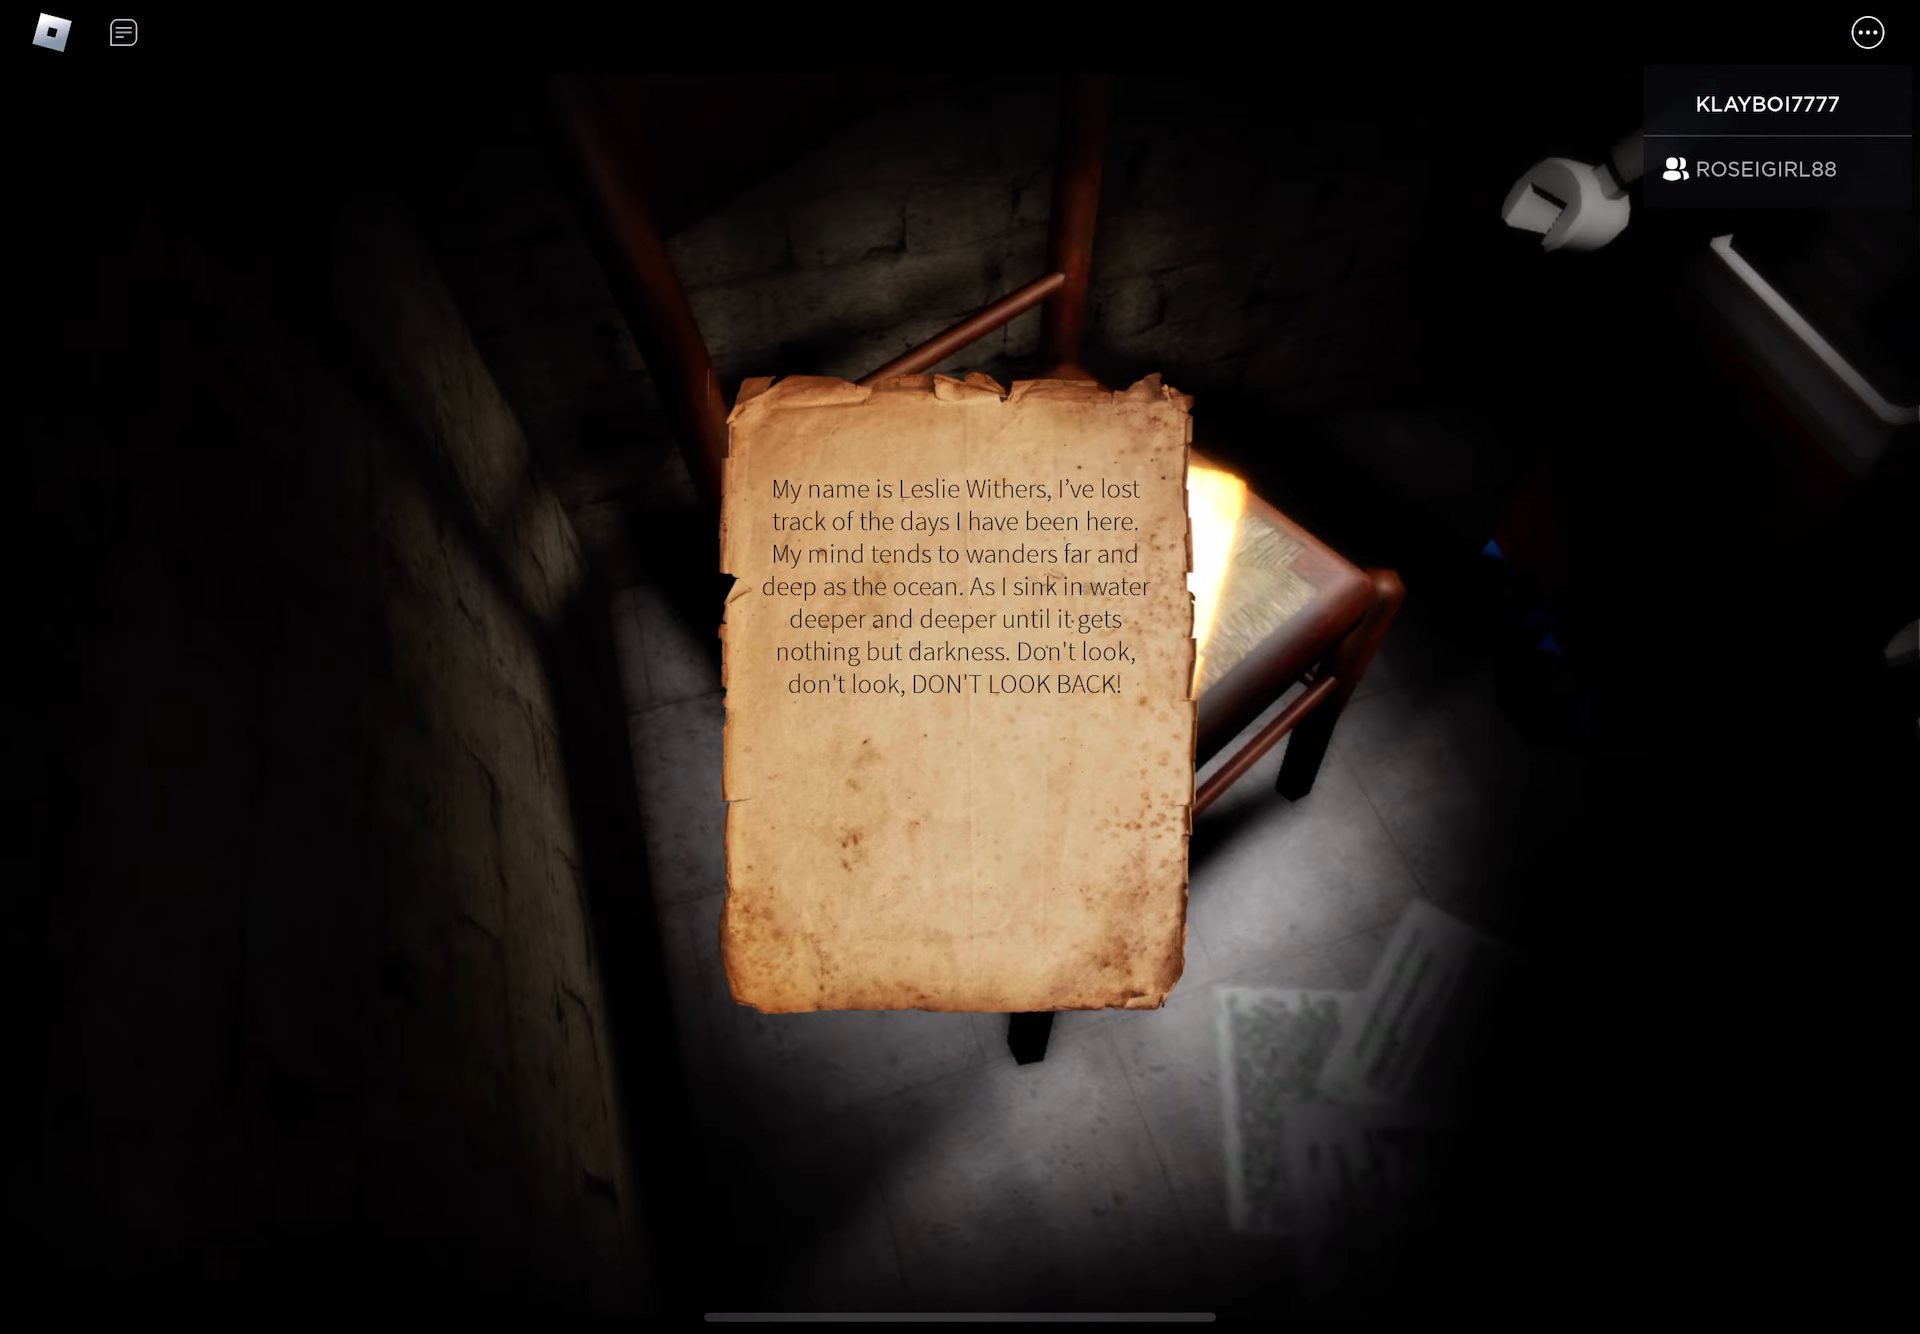 KLAYBOI7777
ROSEIGIRL88
My name is Leslie Withers, I’ve lost
track of the days I have been here.
My mind tends to wanders far and
deep as the ocean. As I sink in water
deeper and deeper until it gets
nothing but darkness. Don't look,
don't look, DON'T LOOK BACK!